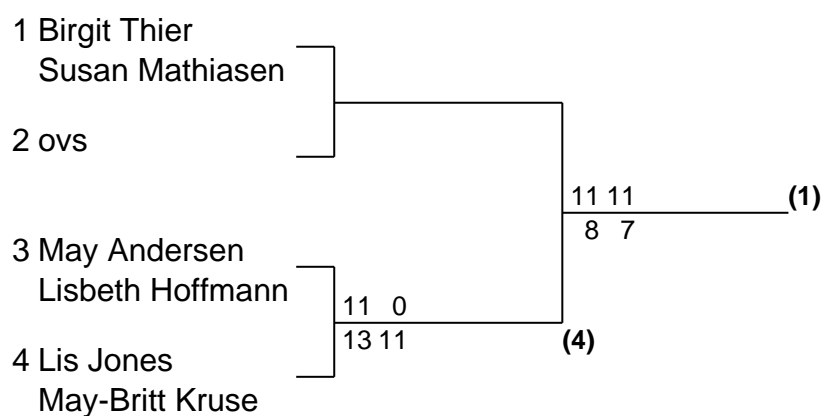 1 Birgit Thier
Susan Mathiasen
2 ovs
11 11 (1)
8 7
3 May Andersen
Lisbeth Hoffmann
11 0
13 11 (4)
4 Lis Jones
May-Britt Kruse